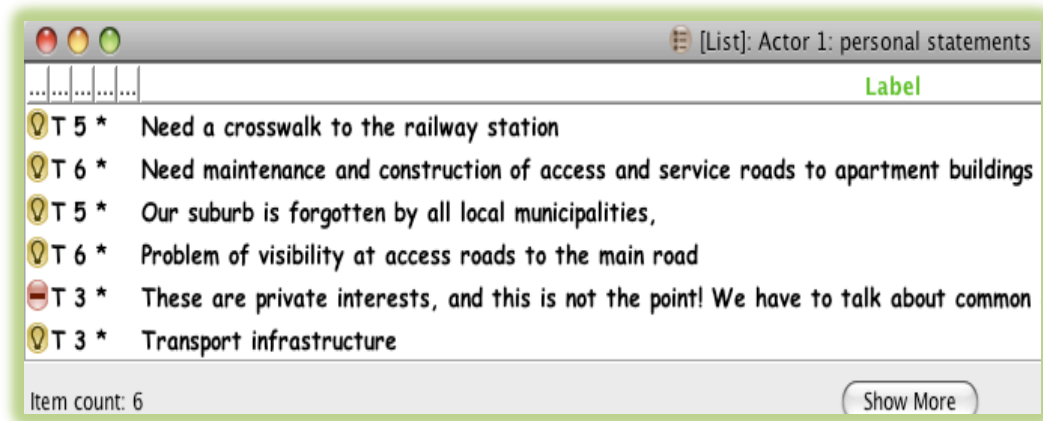 [List]: Actor 1: personal statements
... ... ... ... ... Label
T 5 * Need a crosswalk to the railway station
T 6 * Need maintenance and construction of access and service roads to apartment buildings
T 5 * Our suburb is forgotten by all local municipalities,
T 6 * Problem of visibility at access roads to the main road
T 3 * These are private interests, and this is not the point! We have to talk about common
T 3 * Transport infrastructure
Item count: 6 Show More